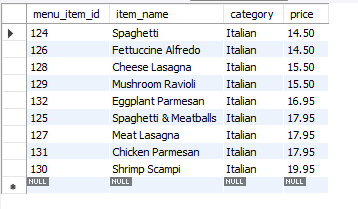 menu_item_id item_name category price
124 Spaghetti Italian 14.50
126 Fettuccine Alfredo Italian 14.50
128 Cheese Lasagna Italian 15.50
129 Mushroom Ravioli Italian 15.50
132 Eggplant Parmesan Italian 16.95
125 Spaghetti & Meatballs Italian 17.95
127 Meat Lasagna Italian 17.95
131 Chicken Parmesan Italian 17.95
130 Shrimp Scampi Italian 19.95
NULL NULL NULL NULL